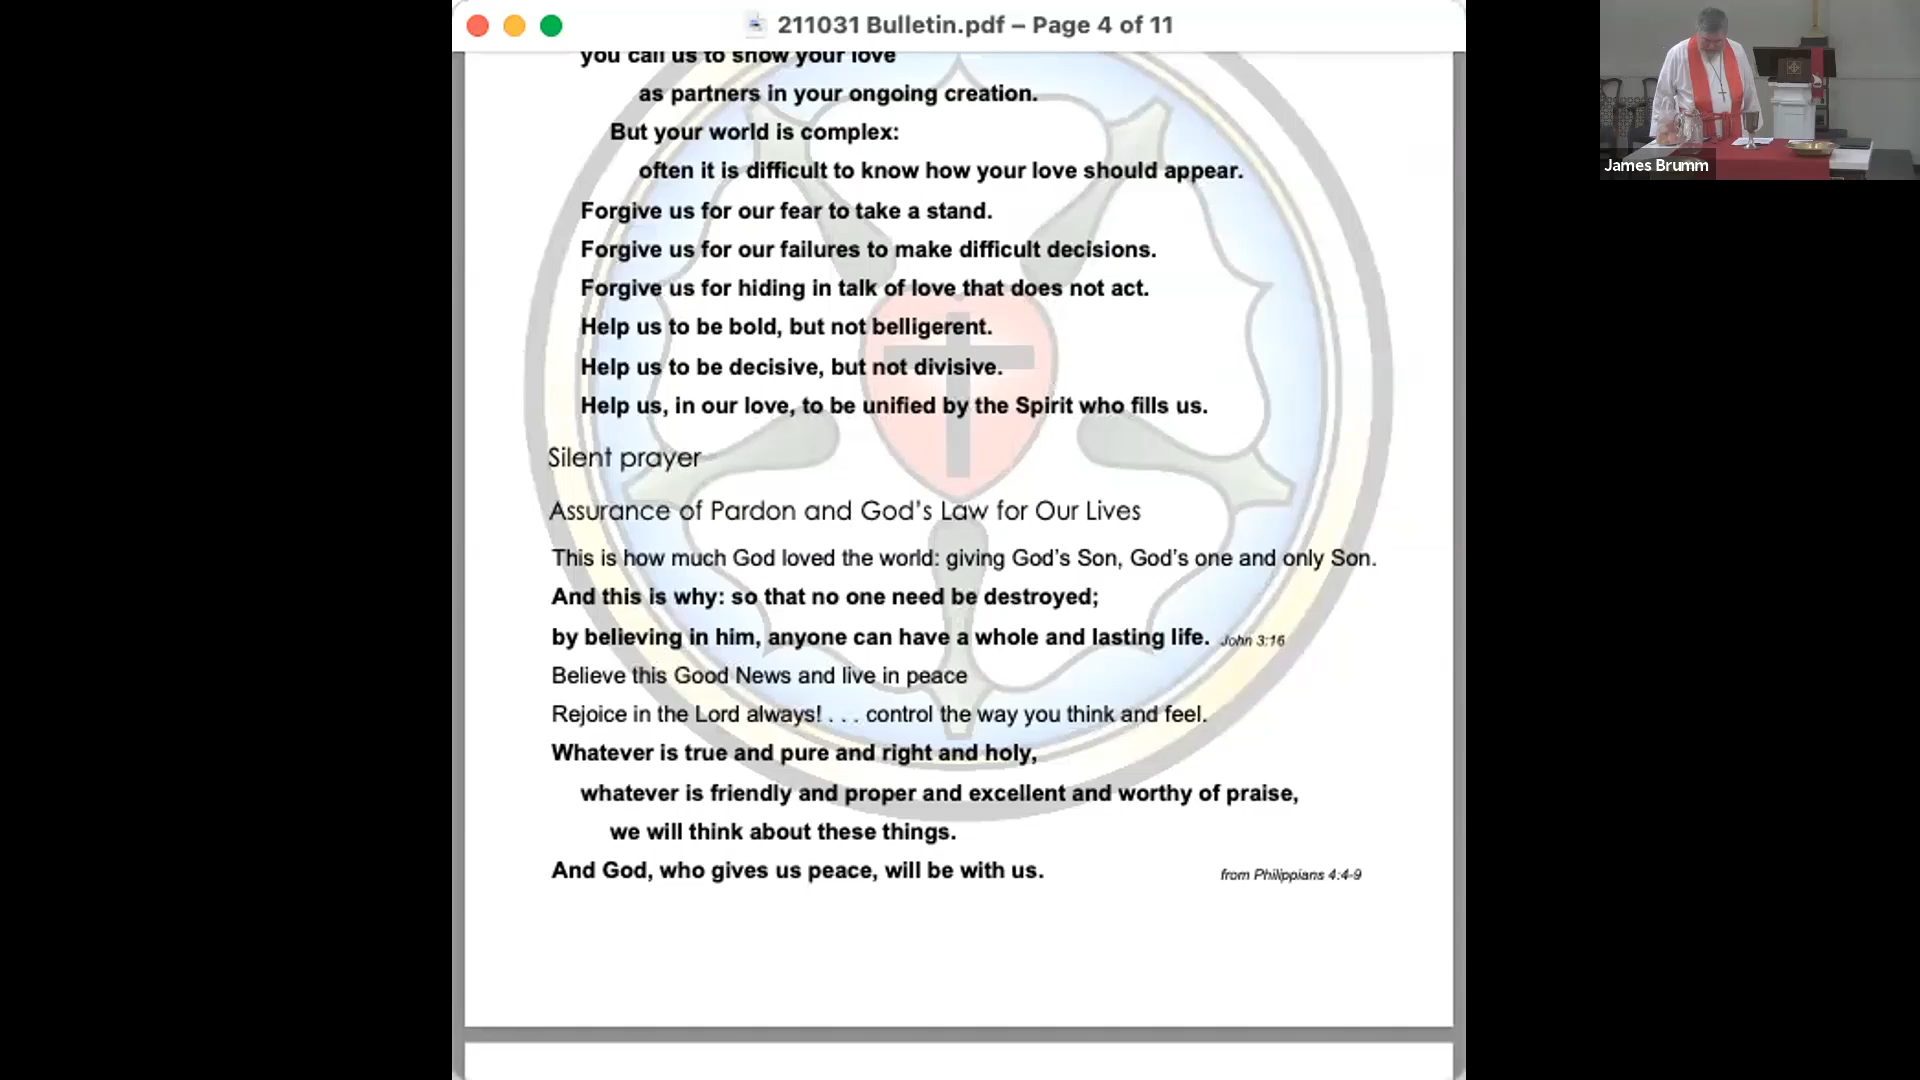 211031 Bulletin.pdf – Page 4 of 11
you call us to show your love
as partners in your ongoing creation.
But your world is complex:
often it is difficult to know how your love should appear.
Forgive us for our fear to take a stand.
Forgive us for our failures to make difficult decisions.
Forgive us for hiding in talk of love that does not act.
Help us to be bold, but not belligerent.
Help us to be decisive, but not divisive.
Help us, in our love, to be unified by the Spirit who fills us.
Silent prayer
Assurance of Pardon and God's Law for Our Lives
This is how much God loved the world: giving God's Son, God's one and only Son.
And this is why: so that no one need be destroyed;
by believing in him, anyone can have a whole and lasting life. John 3:16
Believe this Good News and live in peace
Rejoice in the Lord always! . . . control the way you think and feel.
Whatever is true and pure and right and holy,
whatever is friendly and proper and excellent and worthy of praise,
we will think about these things.
And God, who gives us peace, will be with us. from Philippians 4:4-9
James Brumm